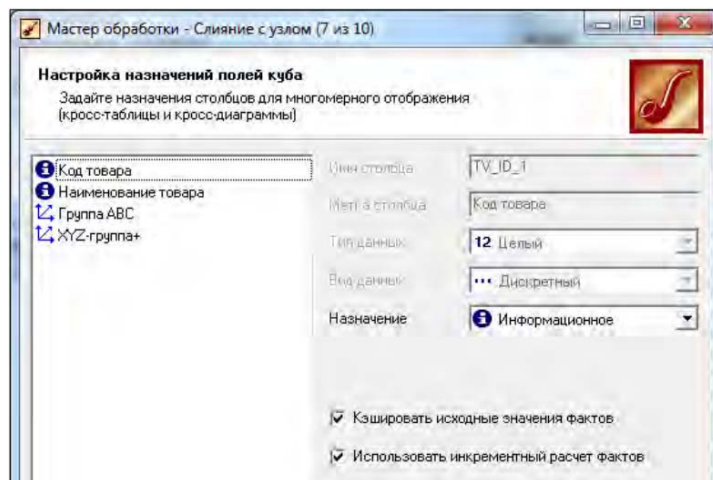 Мастер обработки - Слияние с узлом (7 из 10)
Настройка назначений полей куба
Задайте назначения столбцов для многомерного отображения
(кросс-таблицы и кросс-диаграммы)
Код товара
Наименование товара
Группа ABC
XYZ-группа+
Имя столбца TV_ID_1
Метка столбца Код товара
Тип данных 12 Целый
Вид данных Дискретный
Назначение Информационное
Кэшировать исходные значения фактов
Использовать инкрементный расчет фактов